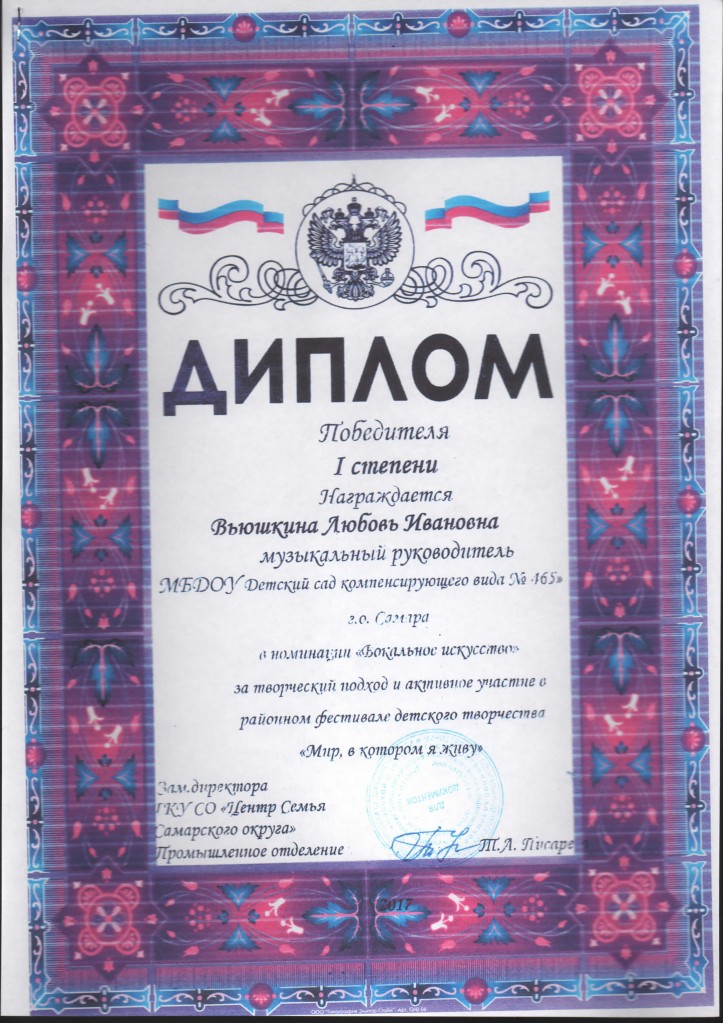 ДИПЛОМ
Победителя
I степени
Награждается
Вьюшкина Любовь Ивановна
музыкальный руководитель
МБДОУ Детский сад компенсирующего вида № 465»
г.о. Самара
в номинации «Вокальное искусство»
за творческий подход и активное участие в
районном фестивале детского творчества
«Мир, в котором я живу»
Зам.директора
ГКУ СО «Центр Семья
Самарского округа»
Промышленное отделение
Т.А. Писаре
ДЛЯ
ДОКУМЕНТОВ
2017